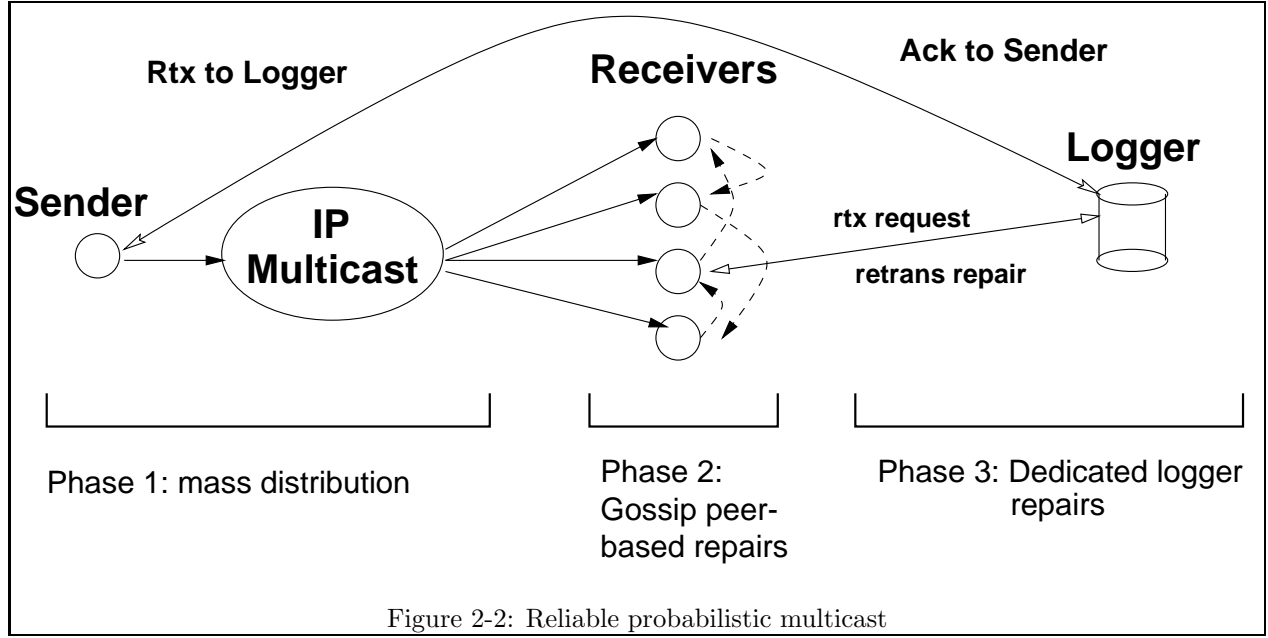 Rtx to Logger
Receivers
Ack to Sender
Logger
Sender
IP
Multicast
rtx request
retrans repair
Phase 1: mass distribution
Phase 2:
Gossip peer-
based repairs
Phase 3: Dedicated logger
repairs
Figure 2-2: Reliable probabilistic multicast